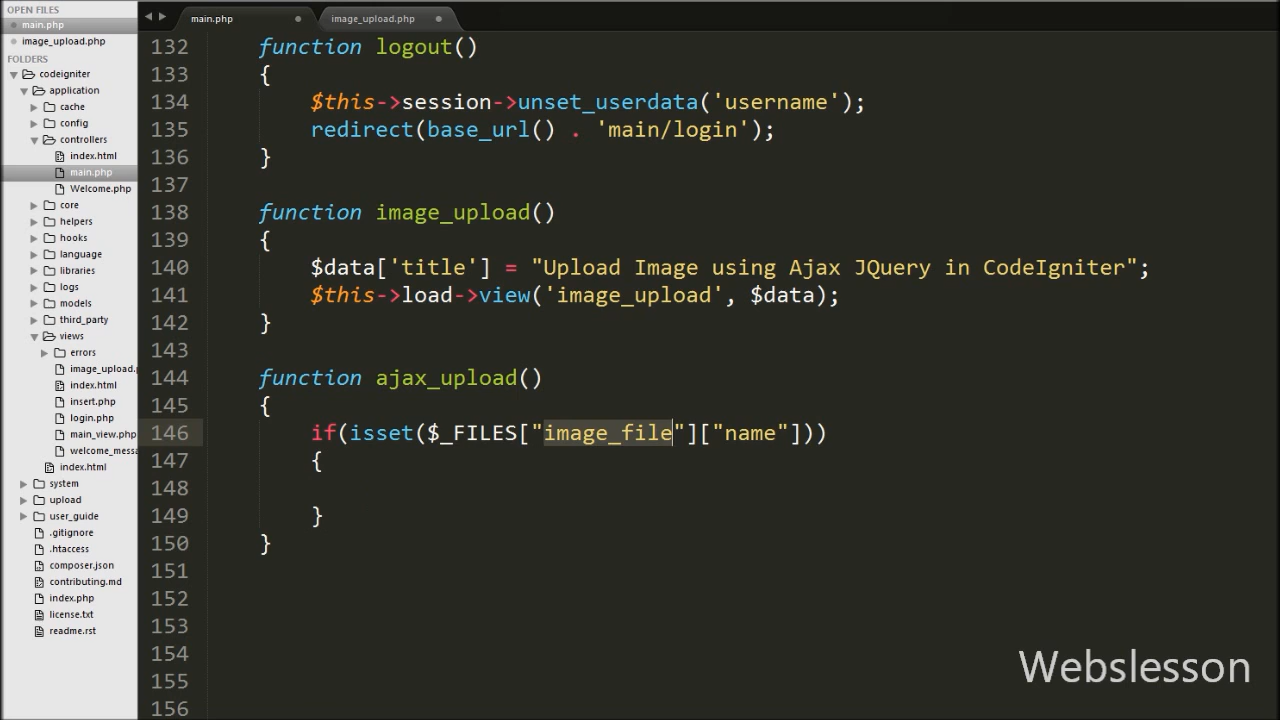 OPEN FILES
main.php
image_upload.php
FOLDERS
codeigniter
application
cache
config
controllers
index.html
main.php
Welcome.php
core
helpers
hooks
language
libraries
logs
models
third_party
views
errors
image_upload.p
index.html
insert.php
login.php
main_view.php
welcome_messa
index.html
system
upload
user_guide
.gitignore
.htaccess
composer.json
contributing.md
index.php
license.txt
readme.rst
main.php
image_upload.php
132 function logout()
133 {
134 $this->session->unset_userdata('username');
135 redirect(base_url() . 'main/login');
136 }
137
138 function image_upload()
139 {
140 $data['title'] = "Upload Image using Ajax JQuery in CodeIgniter";
141 $this->load->view('image_upload', $data);
142 }
143
144 function ajax_upload()
145 {
146 if(isset($_FILES["image_file"]["name"]))
147 {
148
149 }
150 }
151
152
153
154
155
156
Webslesson